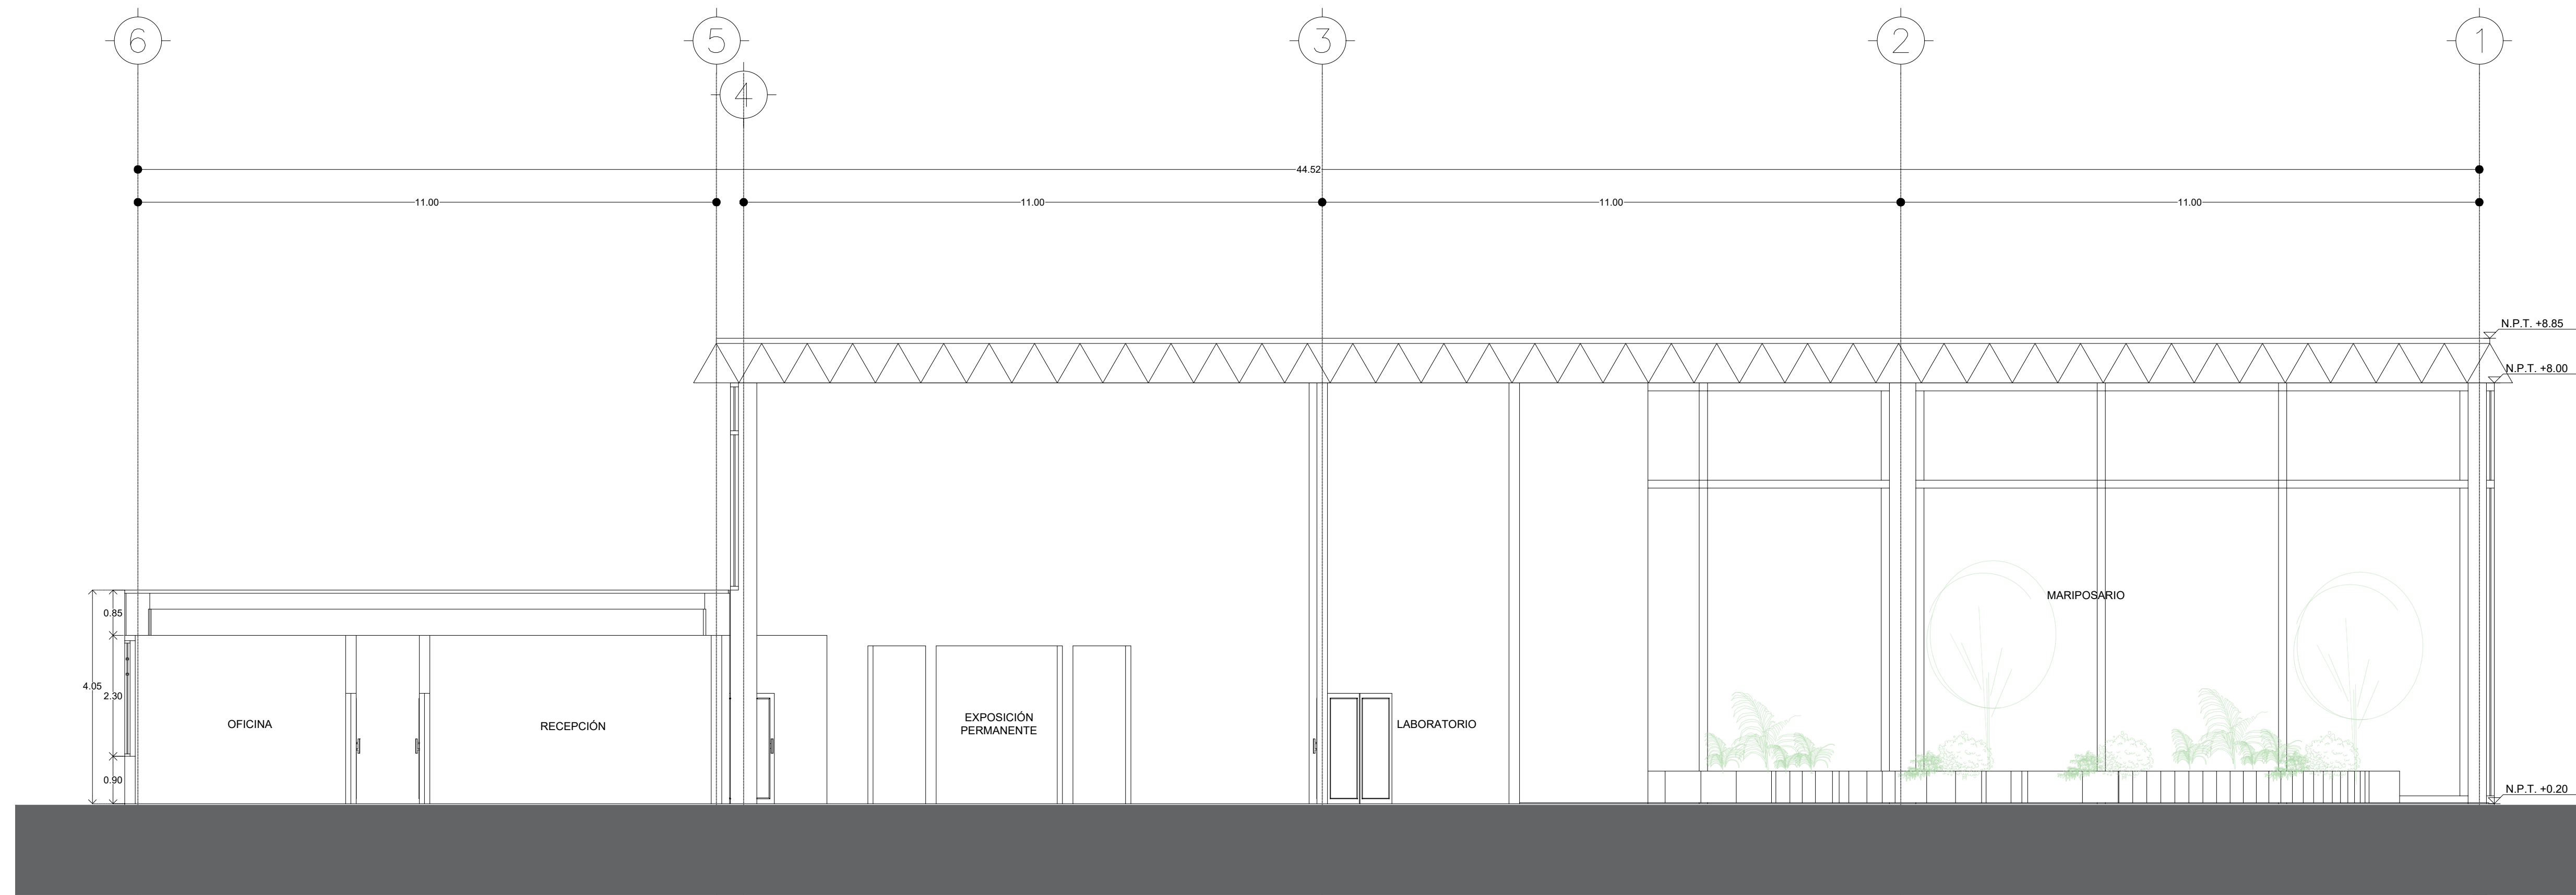 6
5
3
2
1
4
44.52
11.00
11.00
11.00
11.00
N.P.T. +8.85
N.P.T. +8.00
0.85
MARIPOSARIO
4.05
2.30
OFICINA
RECEPCIÓN
EXPOSICIÓN
PERMANENTE
LABORATORIO
0.90
N.P.T. +0.20